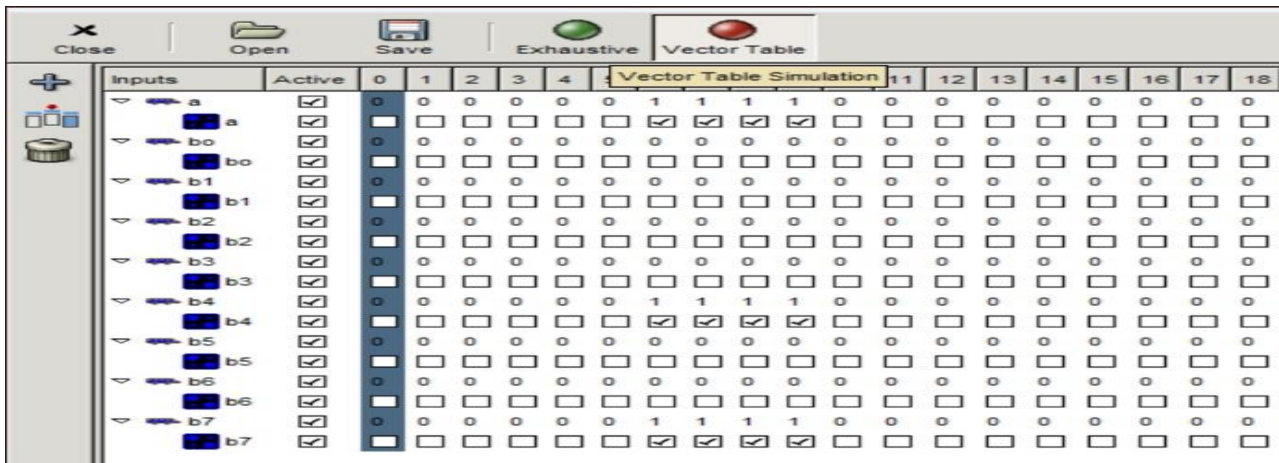 Close Open Save Exhaustive Vector Table
Inputs Active 0 1 2 3 4 Vector Table Simulation 11 12 13 14 15 16 17 18
a 0 0 0 0 0 0 1 1 1 1 0 0 0 0 0 0 0 0 0
a
bo 0 0 0 0 0 0 0 0 0 0 0 0 0 0 0 0 0 0 0
bo
b1 0 0 0 0 0 0 0 0 0 0 0 0 0 0 0 0 0 0 0
b1
b2 0 0 0 0 0 0 0 0 0 0 0 0 0 0 0 0 0 0 0
b2
b3 0 0 0 0 0 0 0 0 0 0 0 0 0 0 0 0 0 0 0
b3
b4 0 0 0 0 0 0 1 1 1 1 0 0 0 0 0 0 0 0 0
b4
b5 0 0 0 0 0 0 0 0 0 0 0 0 0 0 0 0 0 0 0
b5
b6 0 0 0 0 0 0 0 0 0 0 0 0 0 0 0 0 0 0 0
b6
b7 0 0 0 0 0 0 1 1 1 1 0 0 0 0 0 0 0 0 0
b7